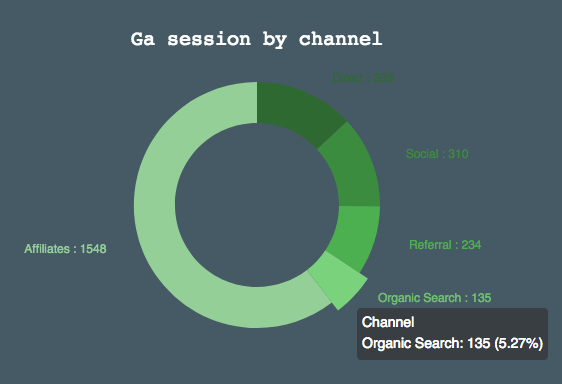 Ga session by channel
Direct :
Social : 310
Affiliates : 1548
Referral : 234
Organic Search : 135
Channel
Organic Search: 135 (5.27%)